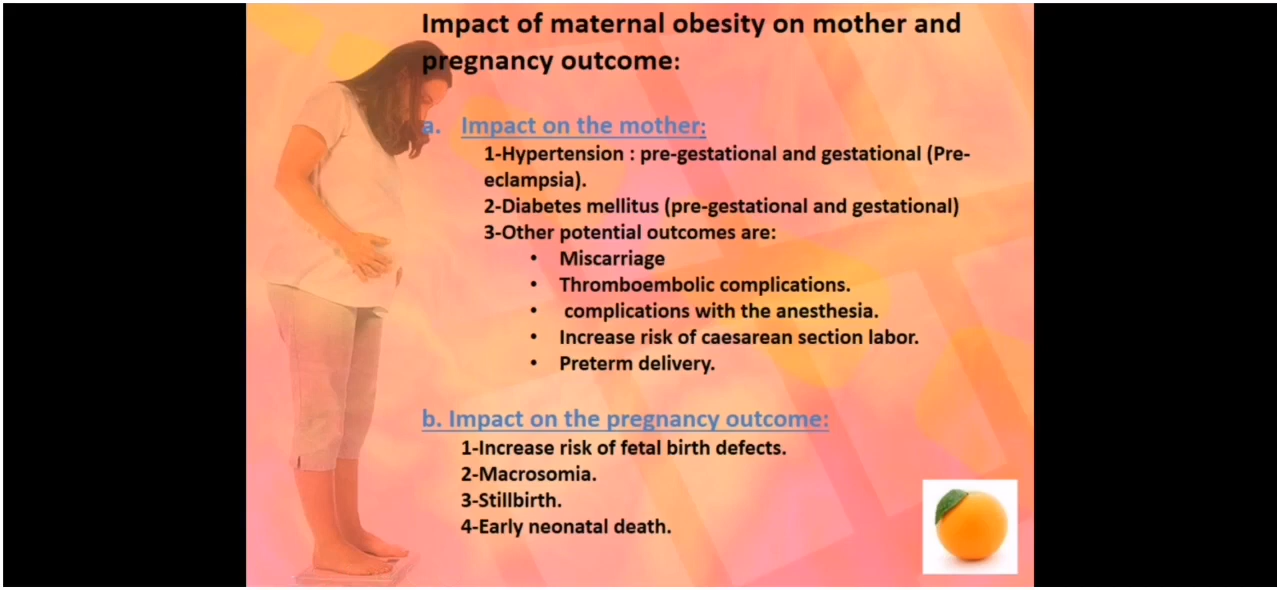 Impact of maternal obesity on mother and
pregnancy outcome:
a. Impact on the mother:
1-Hypertension : pre-gestational and gestational (Pre-
eclampsia).
2-Diabetes mellitus (pre-gestational and gestational)
3-Other potential outcomes are:
• Miscarriage
• Thromboembolic complications.
• complications with the anesthesia.
• Increase risk of caesarean section labor.
• Preterm delivery.
b. Impact on the pregnancy outcome:
1-Increase risk of fetal birth defects.
2-Macrosomia.
3-Stillbirth.
4-Early neonatal death.